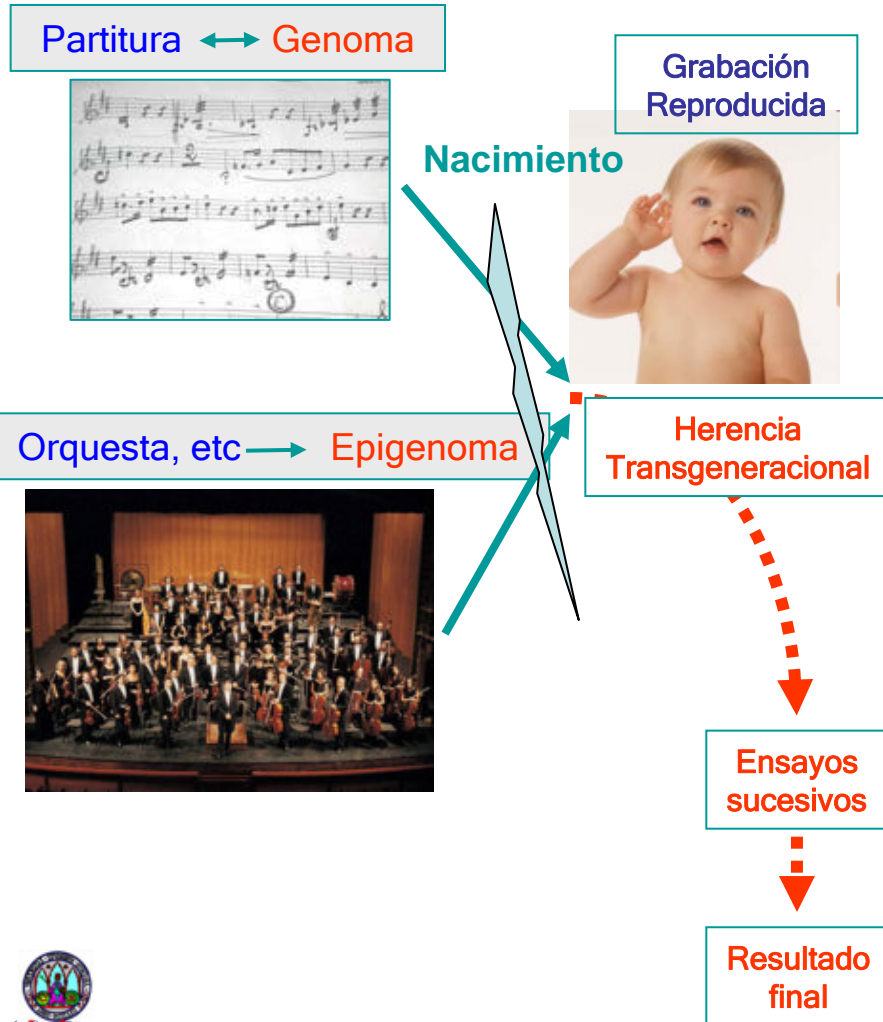 Partitura ↔ Genoma
Grabación
Reproducida
Nacimiento
Herencia
Transgeneracional
Orquesta, etc → Epigenoma
Ensayos
sucesivos
Resultado
final